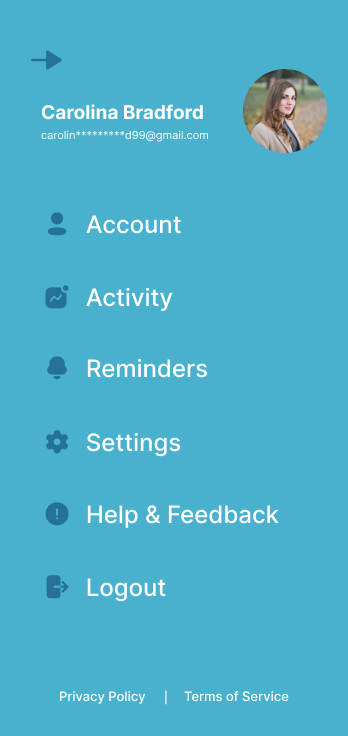 Carolina Bradford
carolin*********d99@gmail.com
Account
Activity
Reminders
Settings
Help & Feedback
Logout
Privacy Policy | Terms of Service